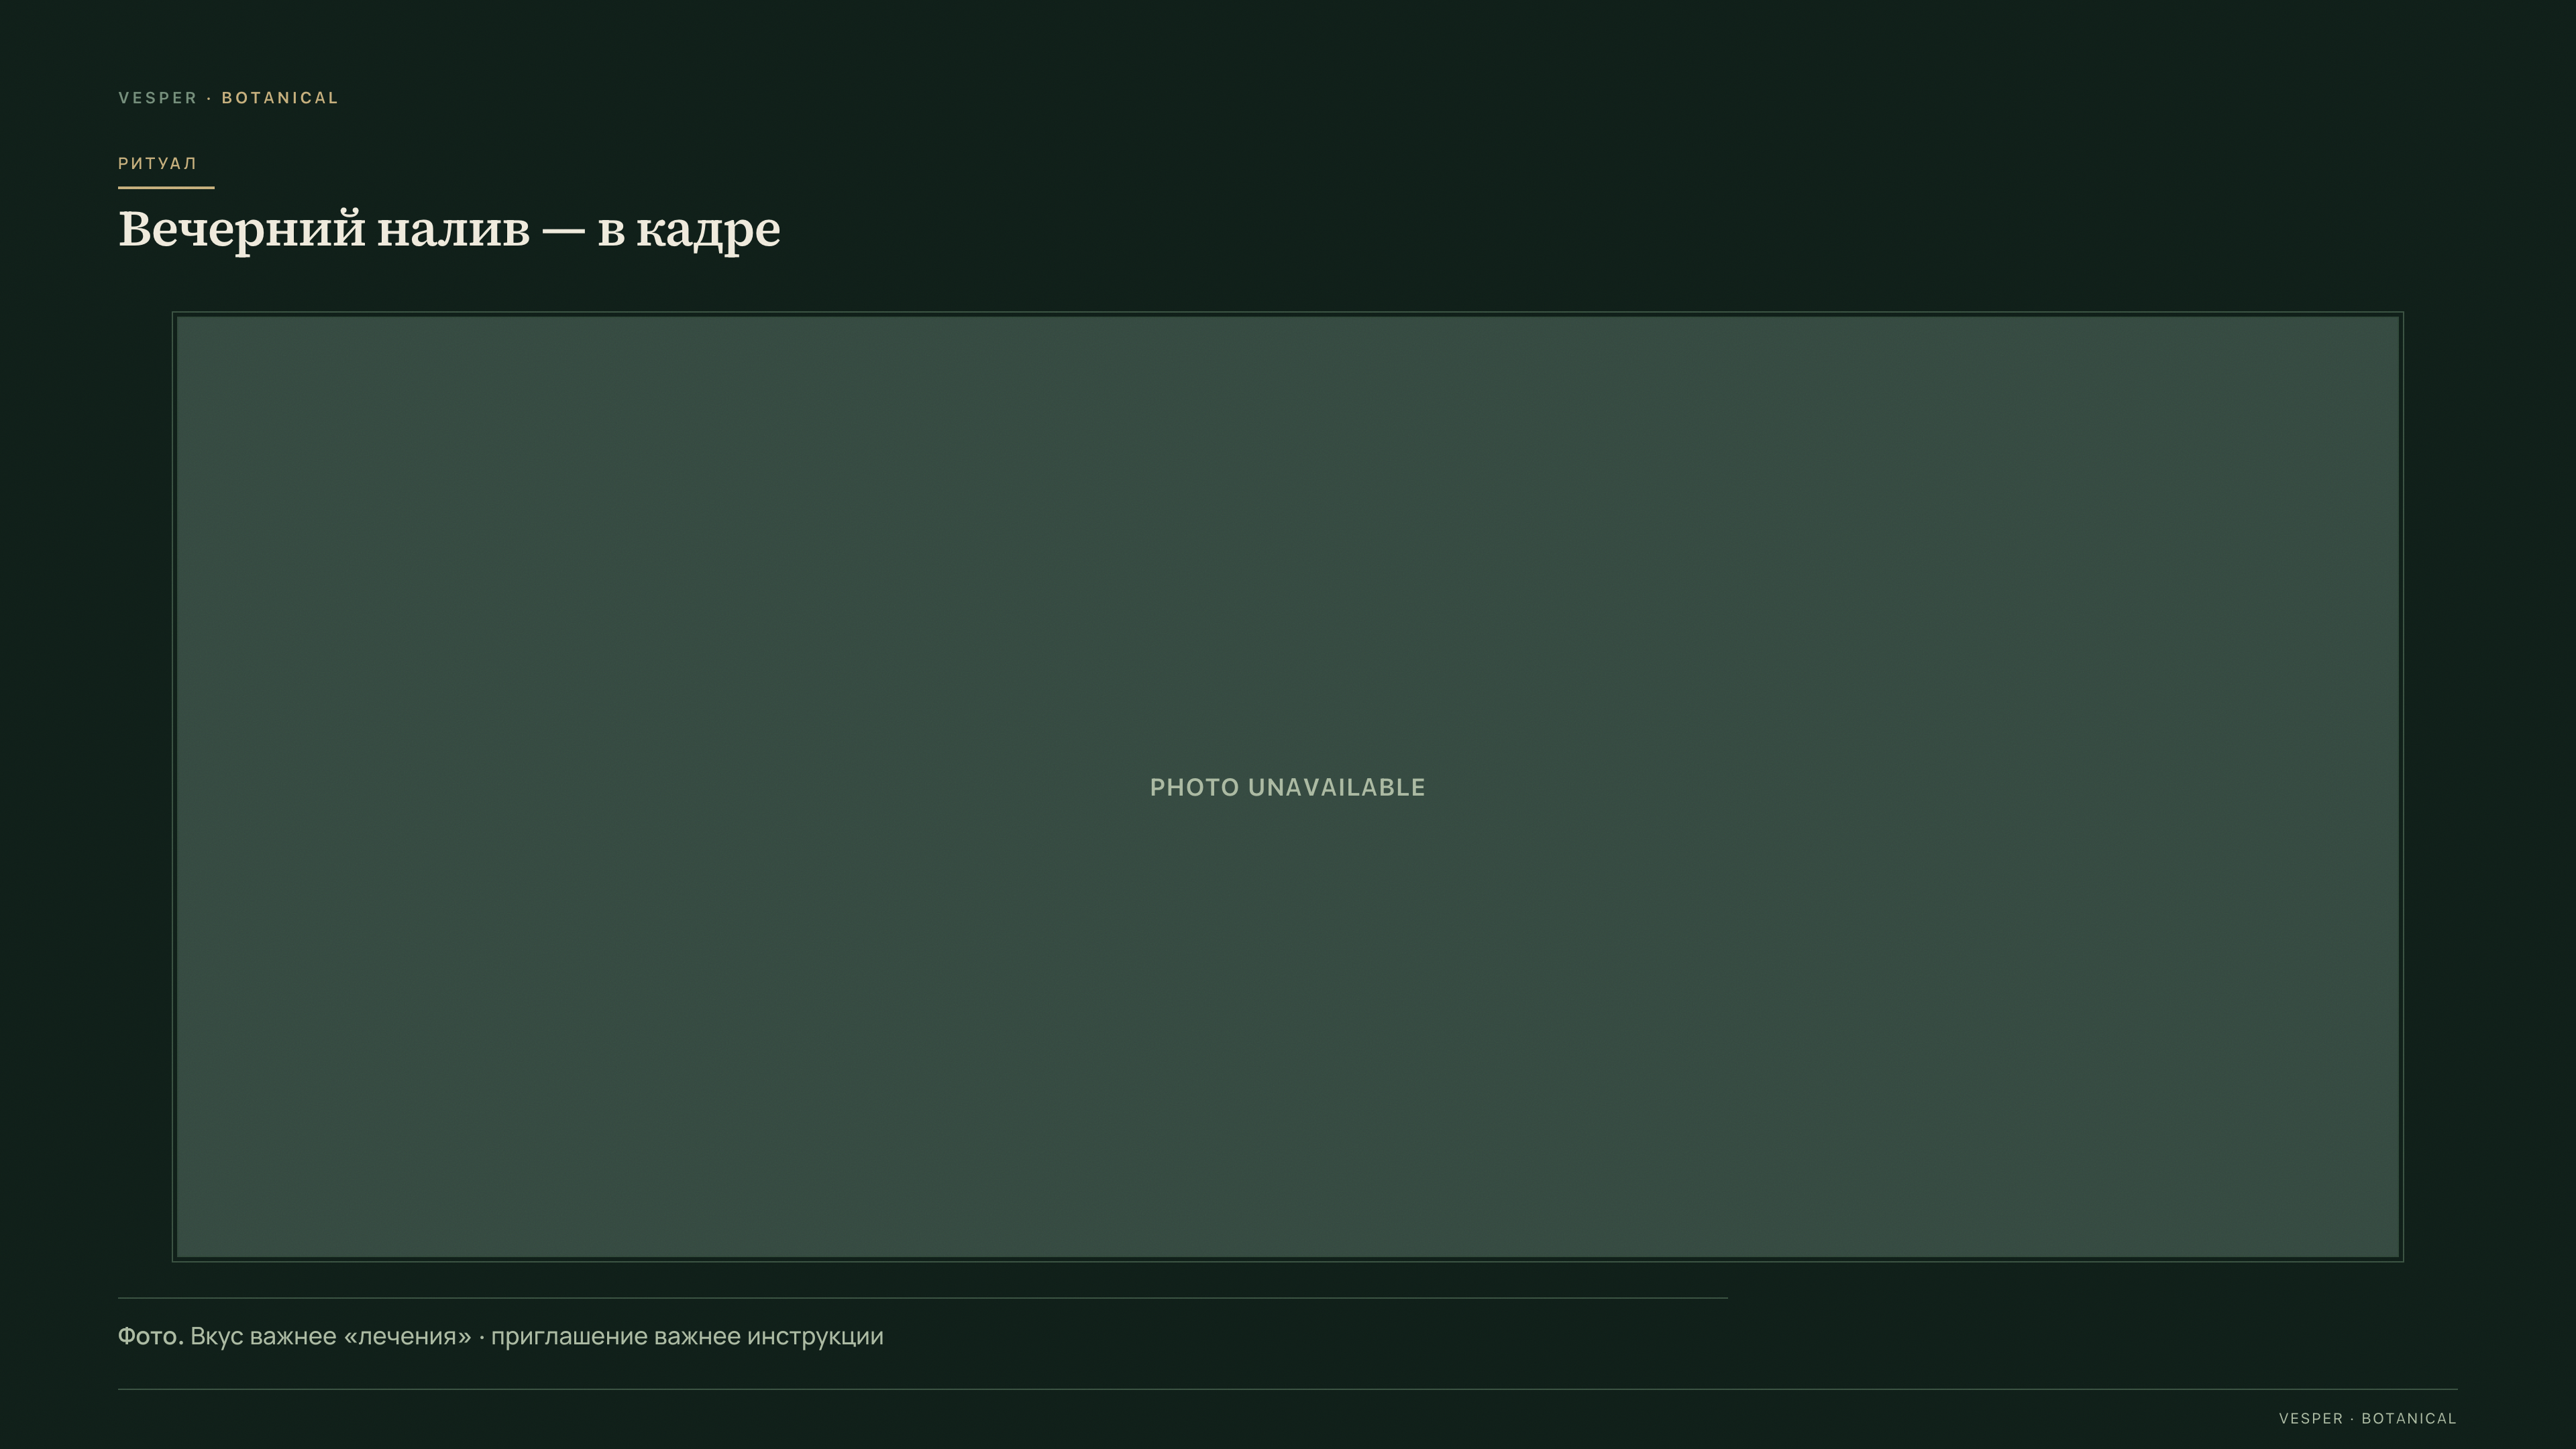 VESPER · BOTANICAL
РИТУАЛ
Вечерний налив — в кадре
PHOTO UNAVAILABLE
Фото. Вкус важнее «лечения» · приглашение важнее инструкции
VESPER · BOTANICAL